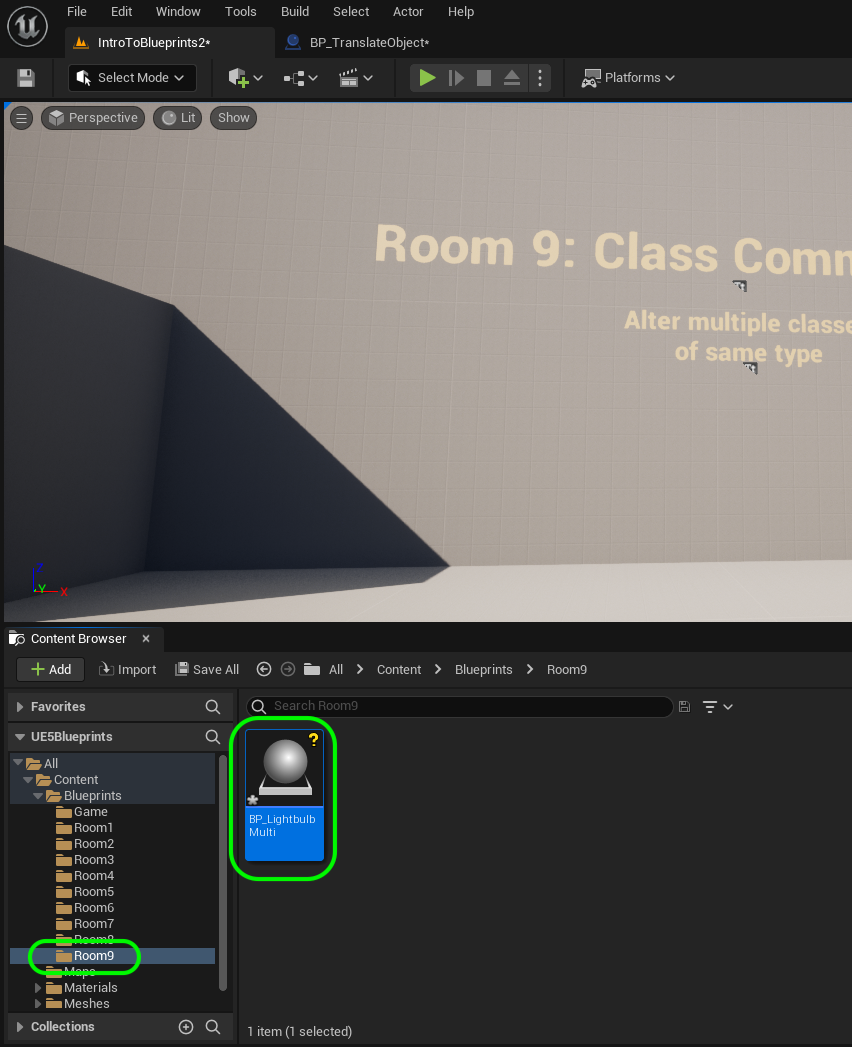 File Edit Window Tools Build Select Actor Help
IntroToBlueprints2* BP_TranslateObject*
Select Mode Platforms
Perspective Lit Show
Room 9: Class Comm
Alter multiple classe
of same type
Z
Y X
Content Browser
Add Import Save All All Content Blueprints Room9
Favorites Search Room9
UE5Blueprints
All
Content
Blueprints
Game
Room1
Room2
Room3
Room4
Room5
Room6
Room7
Room8
Room9
Maps
Materials
Meshes
BP_Lightbulb
Multi
Collections 1 item (1 selected)